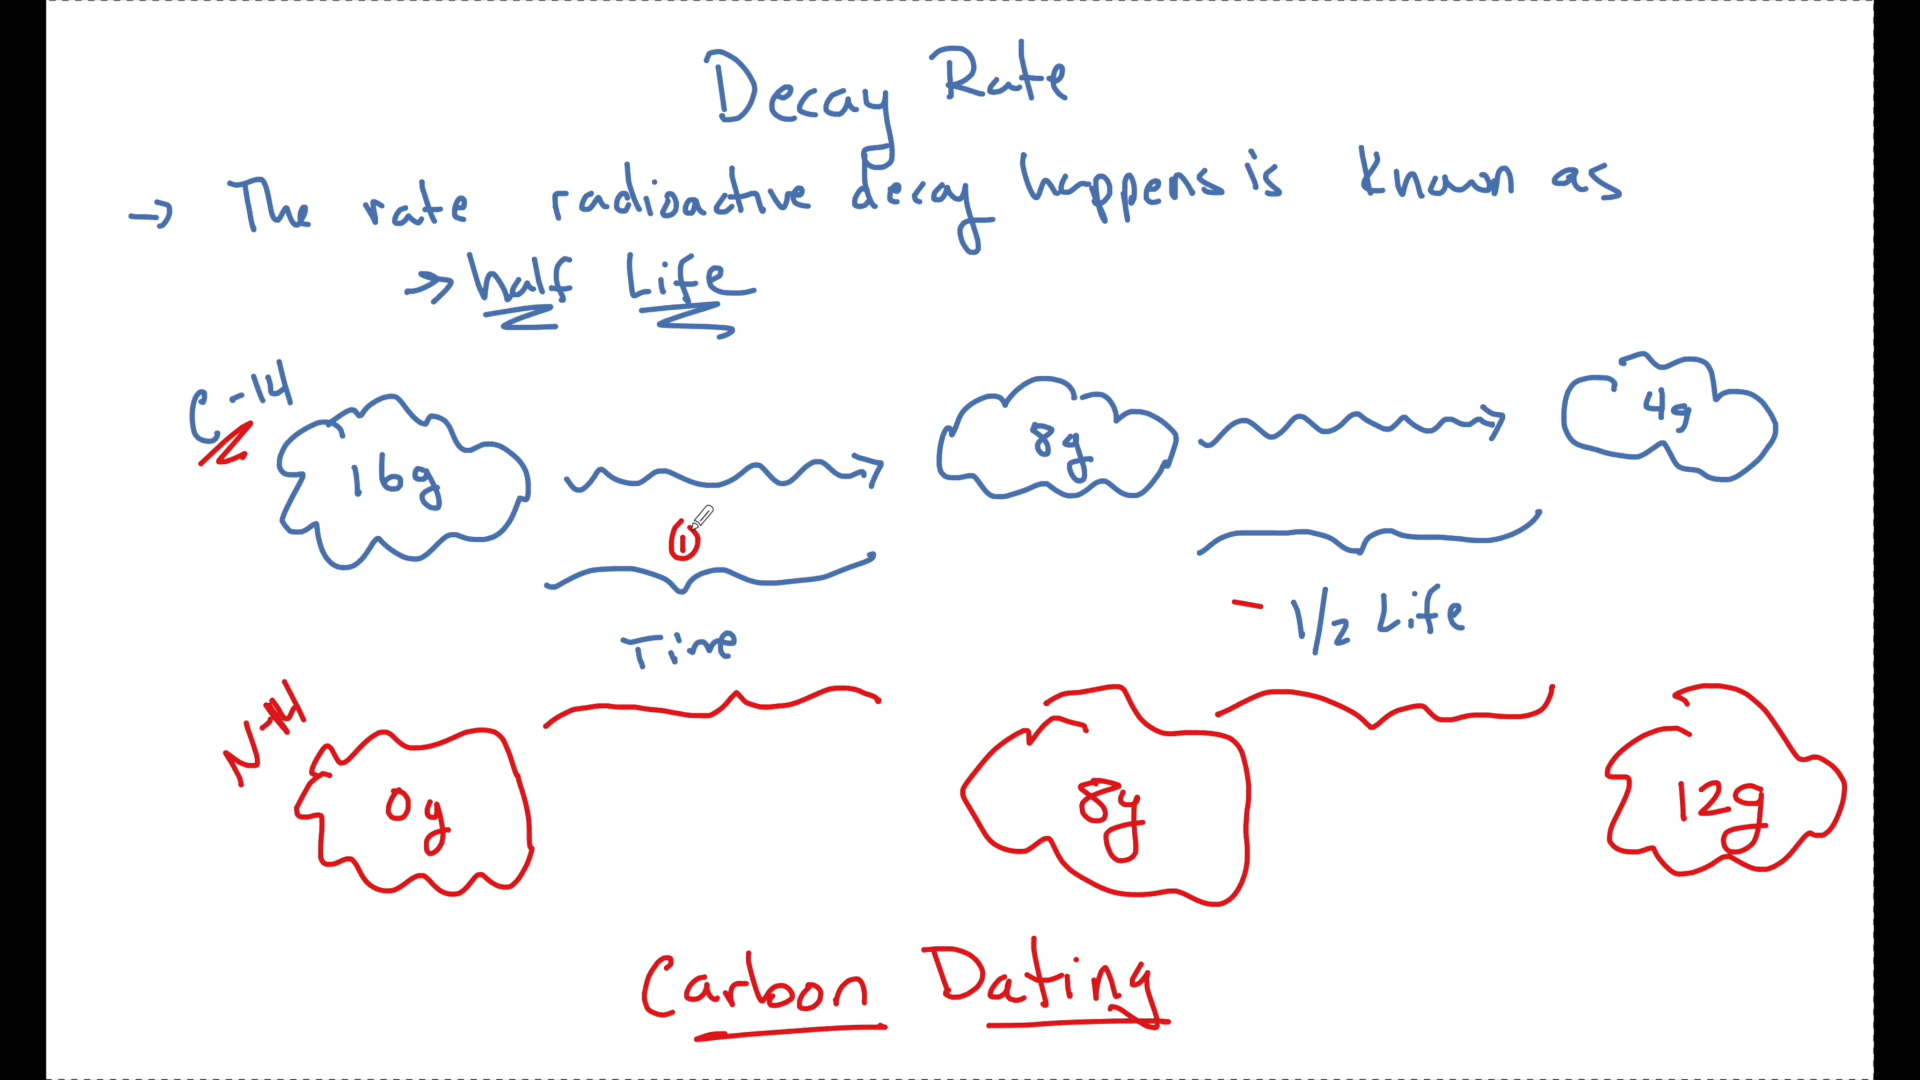 Decay Rate
→ The rate radioactive decay happens is known as
→ half Life
C-14
16g
8g
4g
①
Time
1/2 Life
N-14
0g
8g
12g
Carbon Dating